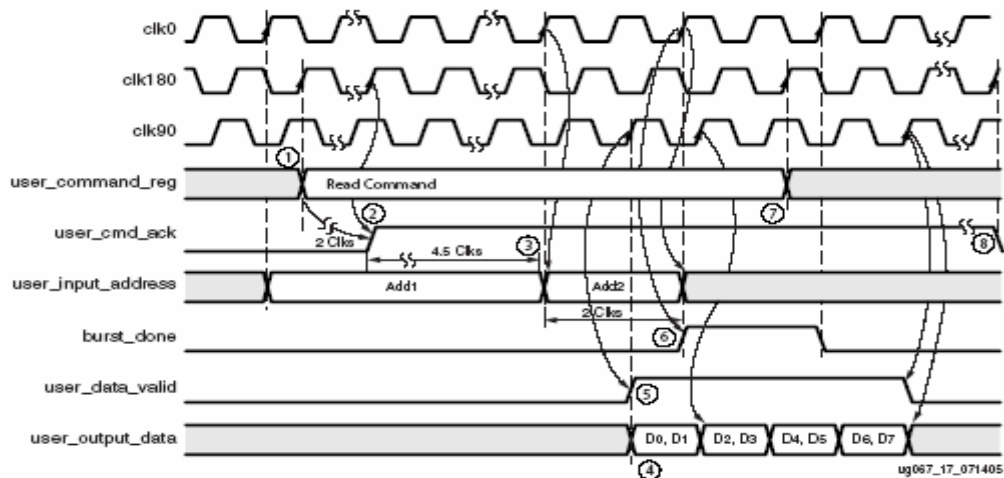 clk0
clk180
clk90
1
user_command_reg
Read Command
2
7
user_cmd_ack
2 Clks
4.5 Clks
3
8
user_input_address
Add1
Add2
2 Clks
burst_done
6
user_data_valid
5
user_output_data
D0, D1
D2, D3
D4, D5
D6, D7
4
ug067_17_071405